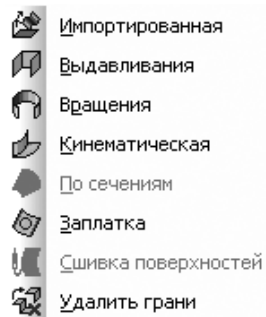 Импортированная
Выдавливания
Вращения
Кинематическая
По сечениям
Заплатка
Сшивка поверхностей
Удалить грани